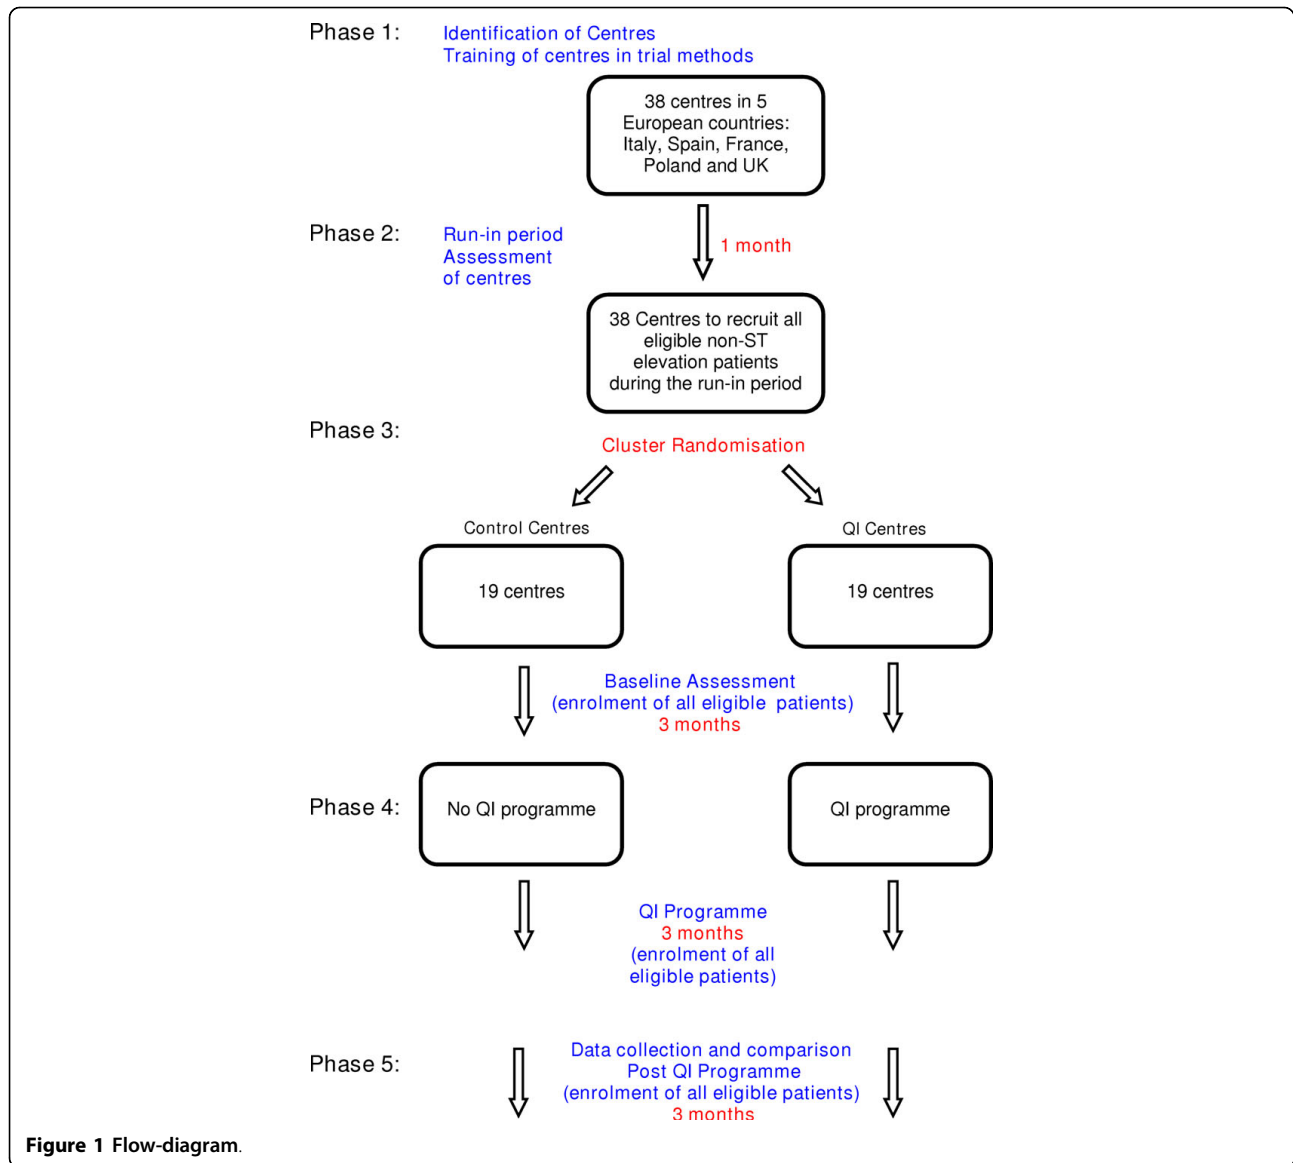 Phase 1:
Identification of Centres
Training of centres in trial methods
38 centres in 5
European countries:
Italy, Spain, France,
Poland and UK
Phase 2:
Run-in period
Assessment
of centres
1 month
38 Centres to recruit all
eligible non-ST
elevation patients
during the run-in period
Phase 3:
Cluster Randomisation
Control Centres
QI Centres
19 centres
19 centres
Baseline Assessment
(enrolment of all eligible patients)
3 months
Phase 4:
No QI programme
QI programme
QI Programme
3 months
(enrolment of all
eligible patients)
Phase 5:
Data collection and comparison
Post QI Programme
(enrolment of all eligible patients)
3 months
Figure 1 Flow-diagram.